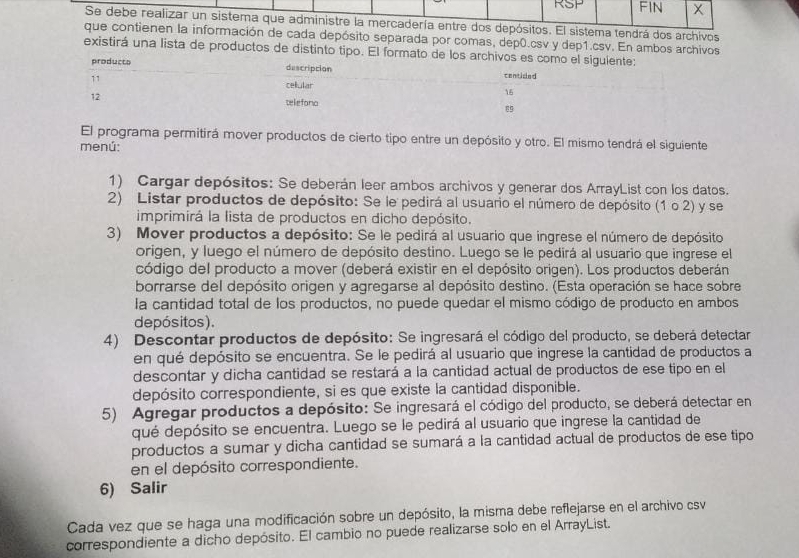 RSP FIN X
Se debe realizar un sistema que administre la mercadería entre dos depósitos. El sistema tendrá dos archivos
que contienen la información de cada depósito separada por comas, dep0.csv y dep1.csv. En ambos archivos
existirá una lista de productos de distinto tipo. El formato de los archivos es como el siguiente:
producto descripcion cantidad
11 celular 16
12 telefono
El programa permitirá mover productos de cierto tipo entre un depósito y otro. El mismo tendrá el siguiente
menú:
1) Cargar depósitos: Se deberán leer ambos archivos y generar dos ArrayList con los datos.
2) Listar productos de depósito: Se le pedirá al usuario el número de depósito (1 o 2) y se
imprimirá la lista de productos en dicho depósito.
3) Mover productos a depósito: Se le pedirá al usuario que ingrese el número de depósito
origen, y luego el número de depósito destino. Luego se le pedirá al usuario que ingrese el
código del producto a mover (deberá existir en el depósito origen). Los productos deberán
borrarse del depósito origen y agregarse al depósito destino. (Esta operación se hace sobre
la cantidad total de los productos, no puede quedar el mismo código de producto en ambos
depósitos).
4) Descontar productos de depósito: Se ingresará el código del producto, se deberá detectar
en qué depósito se encuentra. Se le pedirá al usuario que ingrese la cantidad de productos a
descontar y dicha cantidad se restará a la cantidad actual de productos de ese tipo en el
depósito correspondiente, si es que existe la cantidad disponible.
5) Agregar productos a depósito: Se ingresará el código del producto, se deberá detectar en
qué depósito se encuentra. Luego se le pedirá al usuario que ingrese la cantidad de
productos a sumar y dicha cantidad se sumará a la cantidad actual de productos de ese tipo
en el depósito correspondiente.
6) Salir
Cada vez que se haga una modificación sobre un depósito, la misma debe reflejarse en el archivo csv
correspondiente a dicho depósito. El cambio no puede realizarse solo en el ArrayList.